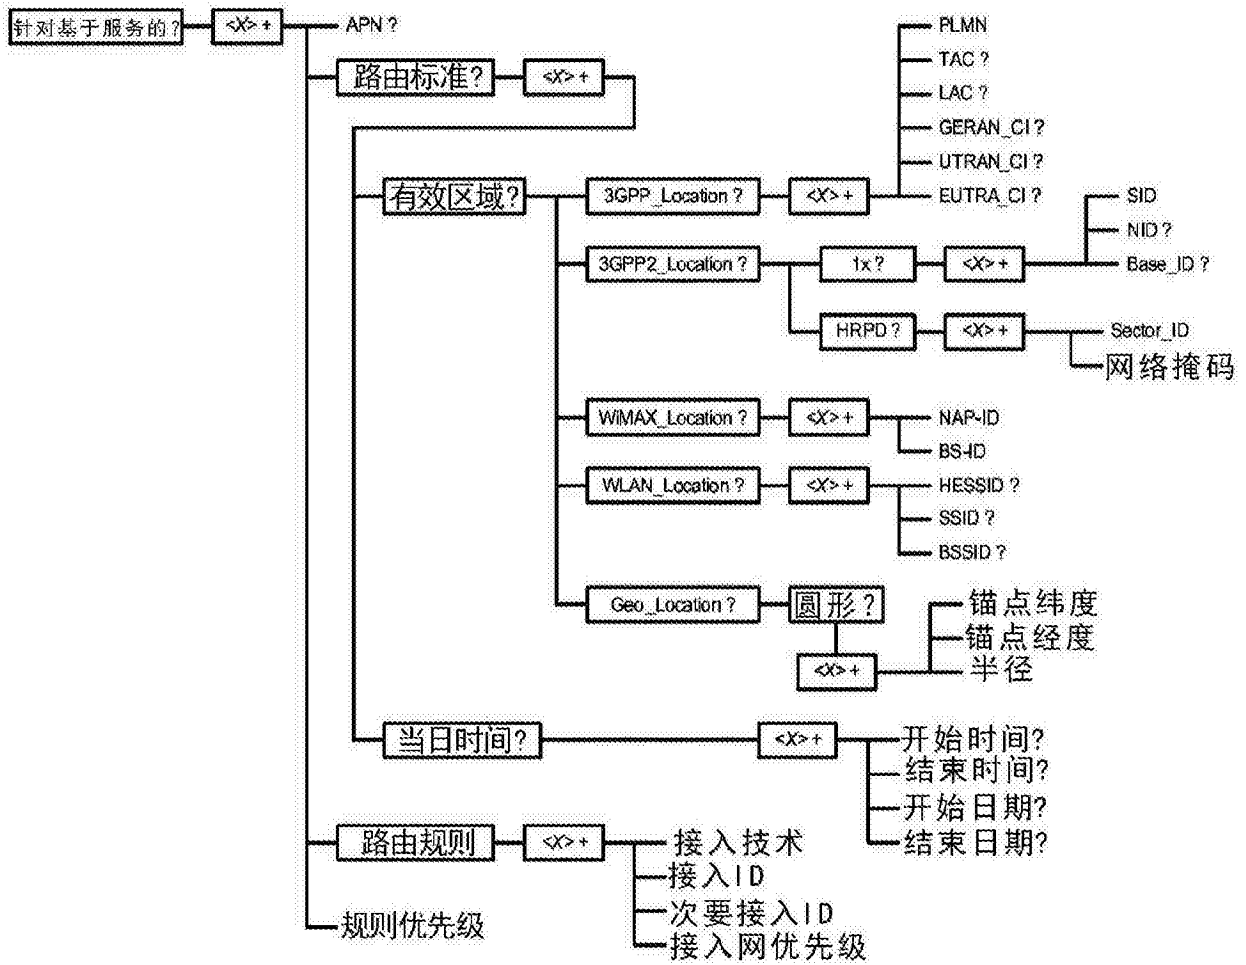 针对基于服务的?
<X>+
APN?
路由标准?
<X>+
有效区域?
3GPP_Location?
<X>+
PLMN
TAC?
LAC?
GERAN_CI?
UTRAN_CI?
EUTRA_CI?
3GPP2_Location?
1x?
<X>+
SID
NID?
Base_ID?
HRPD?
<X>+
Sector_ID
网络掩码
WiMAX_Location?
<X>+
NAP-ID
BS-ID
WLAN_Location?
<X>+
HESSID?
SSID?
BSSID?
Geo_Location?
圆形?
<X>+
锚点纬度
锚点经度
半径
当日时间?
<X>+
开始时间?
结束时间?
开始日期?
结束日期?
路由规则
<X>+
接入技术
接入ID
次要接入ID
接入网优先级
规则优先级